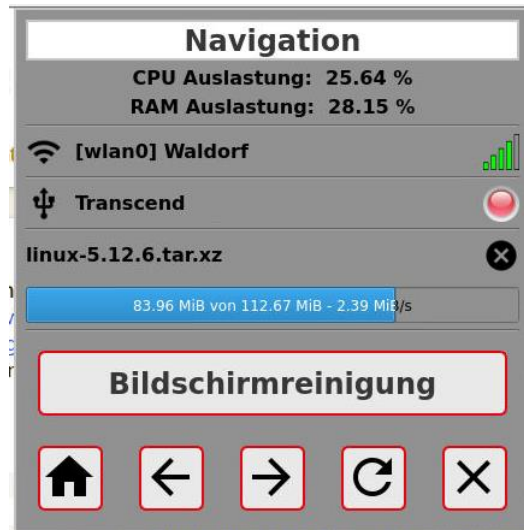 Navigation
CPU Auslastung: 25.64 %
RAM Auslastung: 28.15 %
[wlan0] Waldorf
Transcend
linux-5.12.6.tar.xz
83.96 MiB von 112.67 MiB - 2.39 MiB/s
Bildschirmreinigung